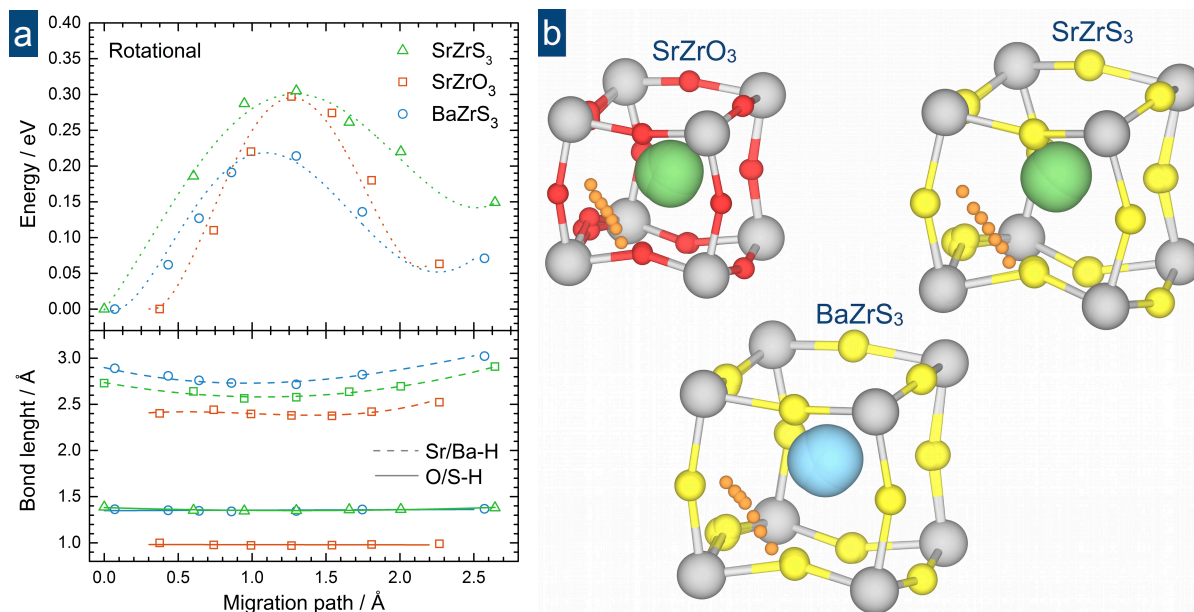 a
Rotational
SrZrS3
SrZrO3
BaZrS3
Energy / eV
0.40
0.35
0.30
0.25
0.20
0.15
0.10
0.05
0.00
Bond lenght / Å
3.0
2.5
2.0
1.5
1.0
Sr/Ba-H
O/S-H
0.0 0.5 1.0 1.5 2.0 2.5
Migration path / Å
b
SrZrO3
SrZrS3
BaZrS3